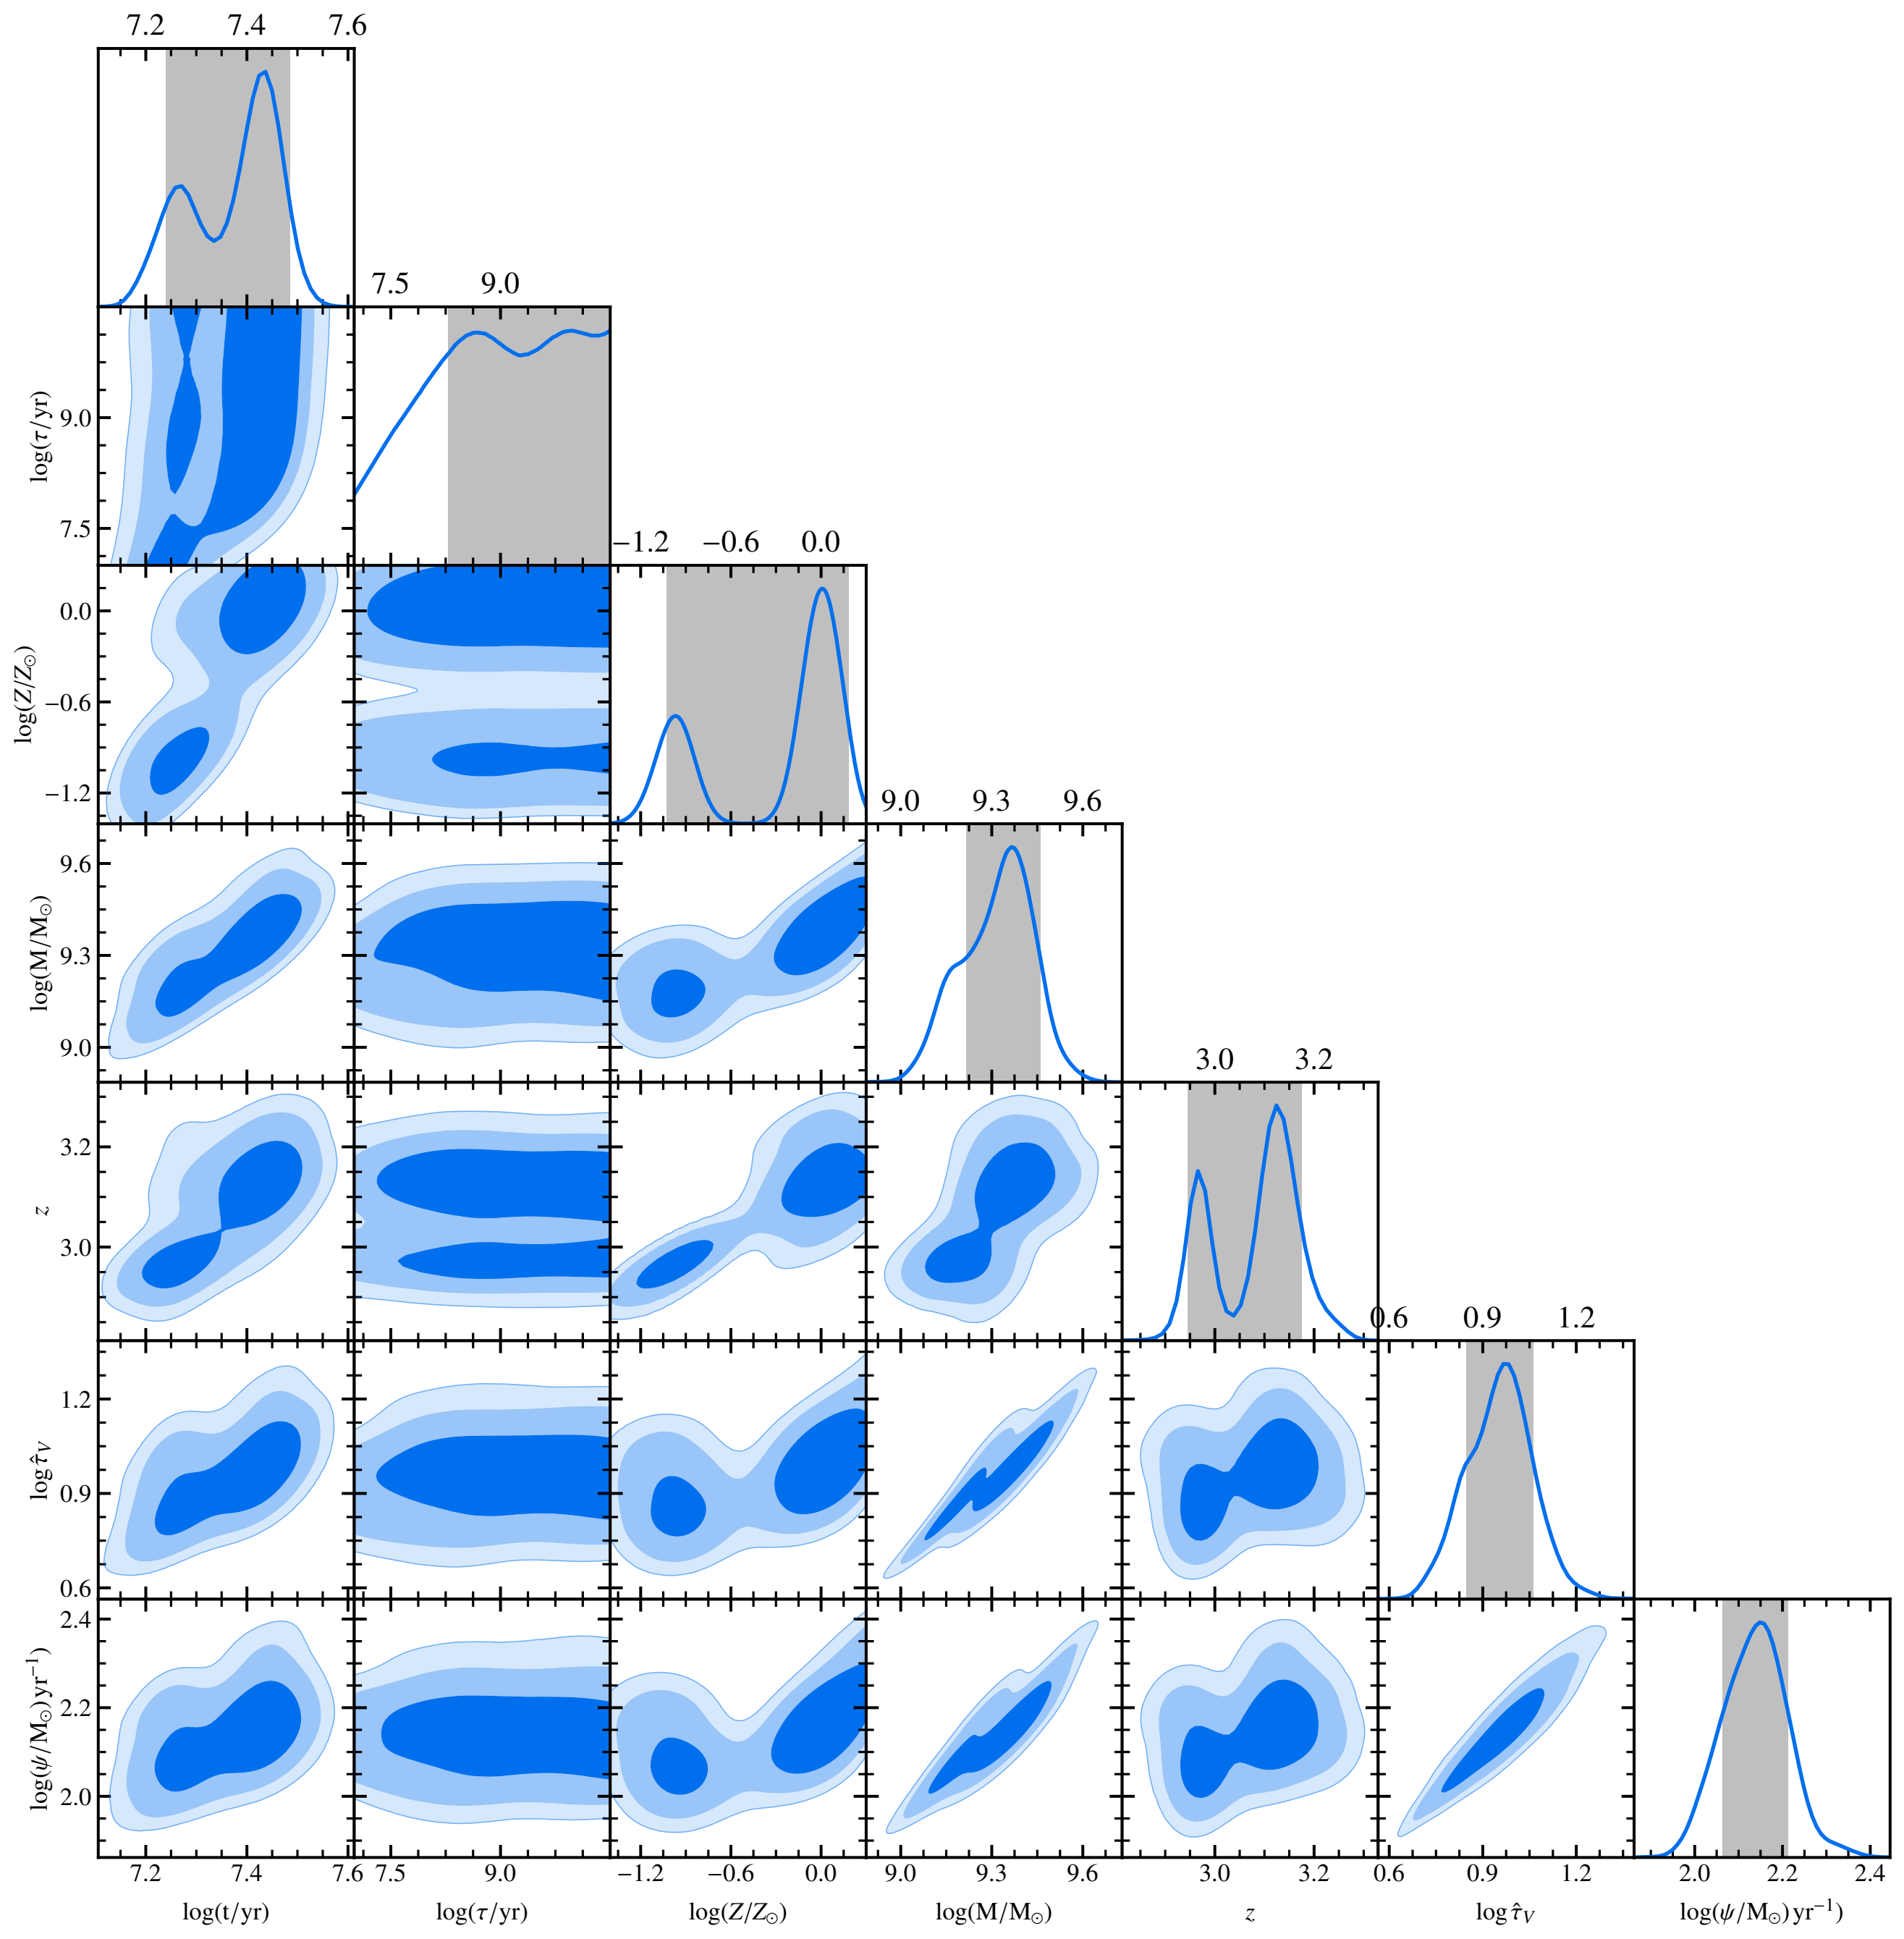 7.2 7.4 7.6
7.5 9.0
log(τ/yr)
9.0
7.5
−1.2 −0.6 0.0
log(Z/Z⊙)
0.0
−0.6
−1.2
9.0 9.3 9.6
log(M/M⊙)
9.6
9.3
9.0
3.0 3.2
z
3.2
3.0
0.6 0.9 1.2
log τ̂V
1.2
0.9
0.6
log(ψ/M⊙) yr−1)
2.4
2.2
2.0
7.2 7.4 7.6 7.5 9.0 −1.2 −0.6 0.0 9.0 9.3 9.6 3.0 3.2 0.6 0.9 1.2 2.0 2.2 2.4
log(t/yr) log(τ/yr) log(Z/Z⊙) log(M/M⊙) z log τ̂V log(ψ/M⊙) yr−1)